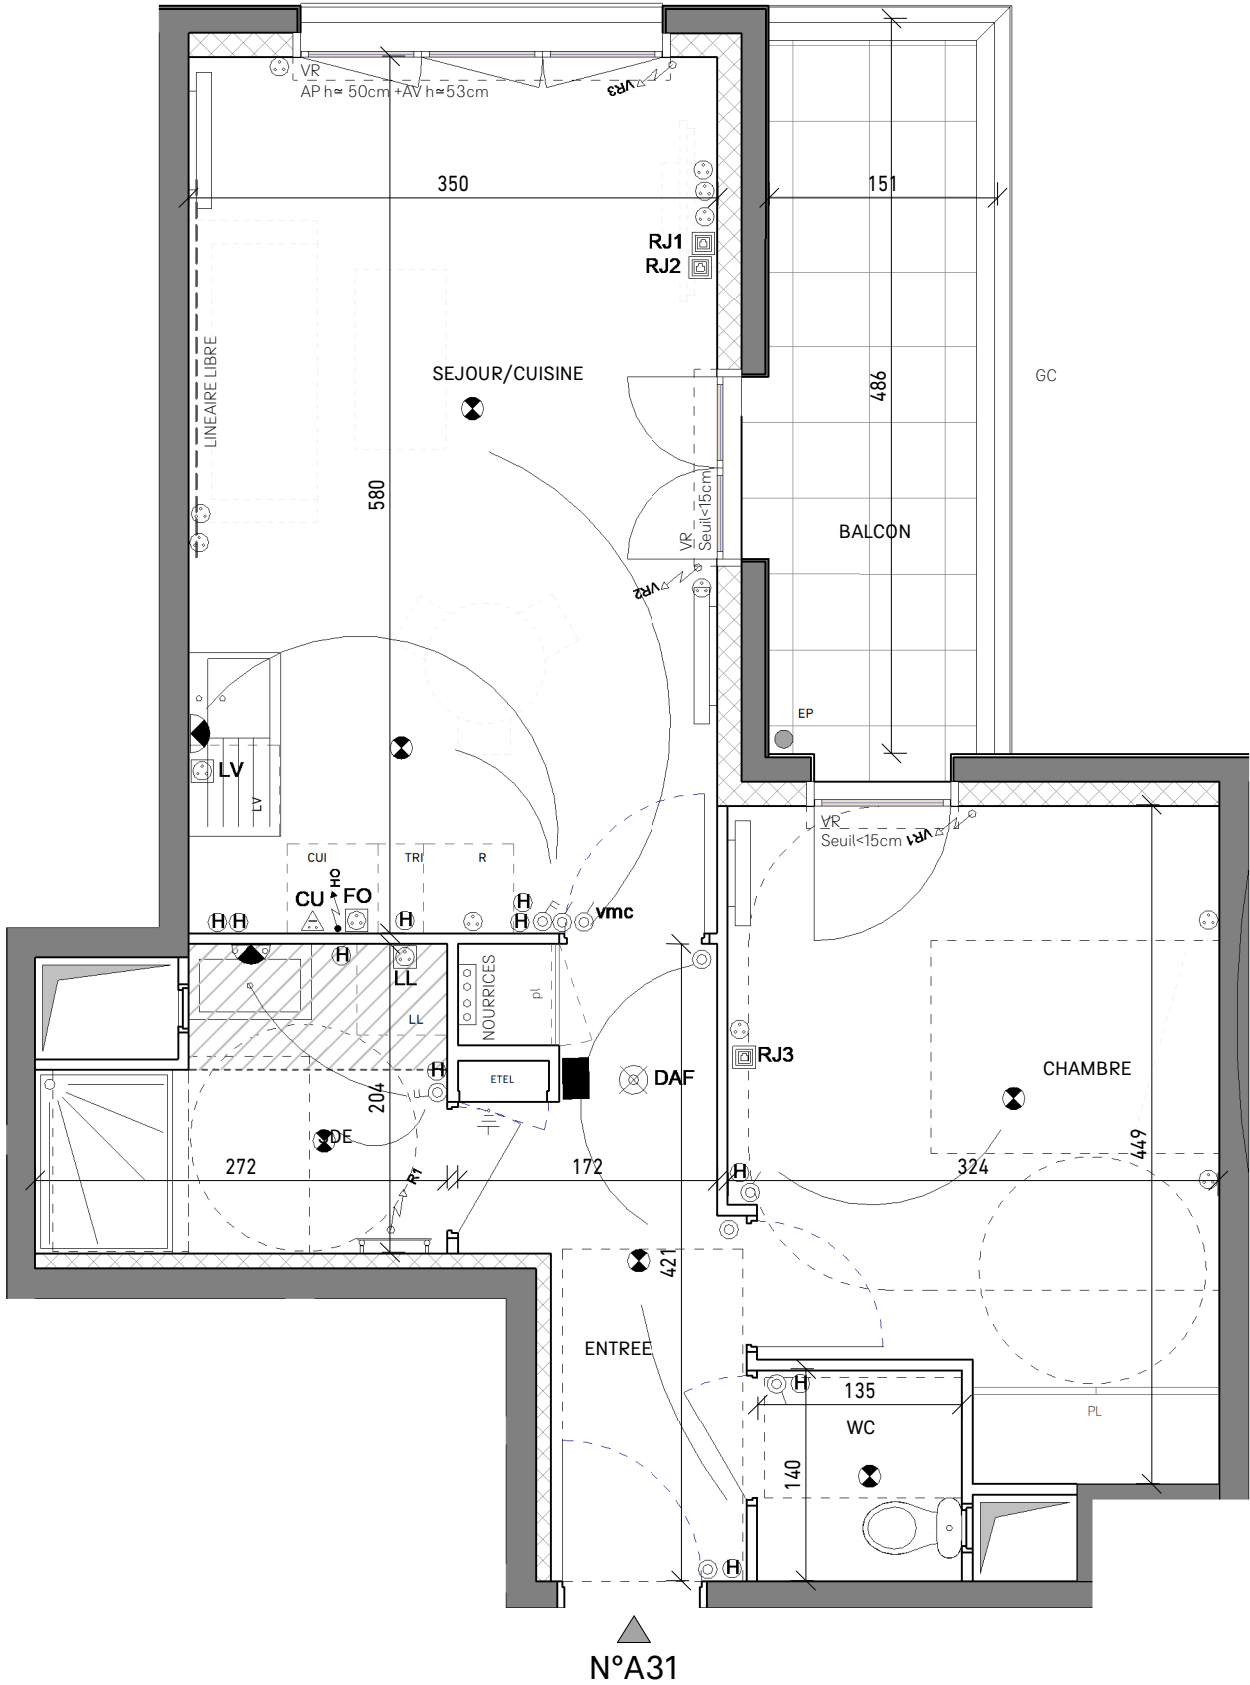 VR
AP h≃ 50cm +AV h≃53cm
VR3
350
151
RJ1
RJ2
LINEAIRE LIBRE
SEJOUR/CUISINE
486
GC
580
VR
Seuil<15cm
BALCON
VR2
EP
LV
LV
VR
Seuil<15cm
VR1
CUI
TRI
R
HO
CU
FO
H
H
H
H
H
vmc
H
LL
LL
NOURRICES
pl
RJ3
H
ETEL
DAF
CHAMBRE
204
SDE
449
272
172
324
R1
H
421
ENTREE
H
135
WC
PL
140
H
N°A31